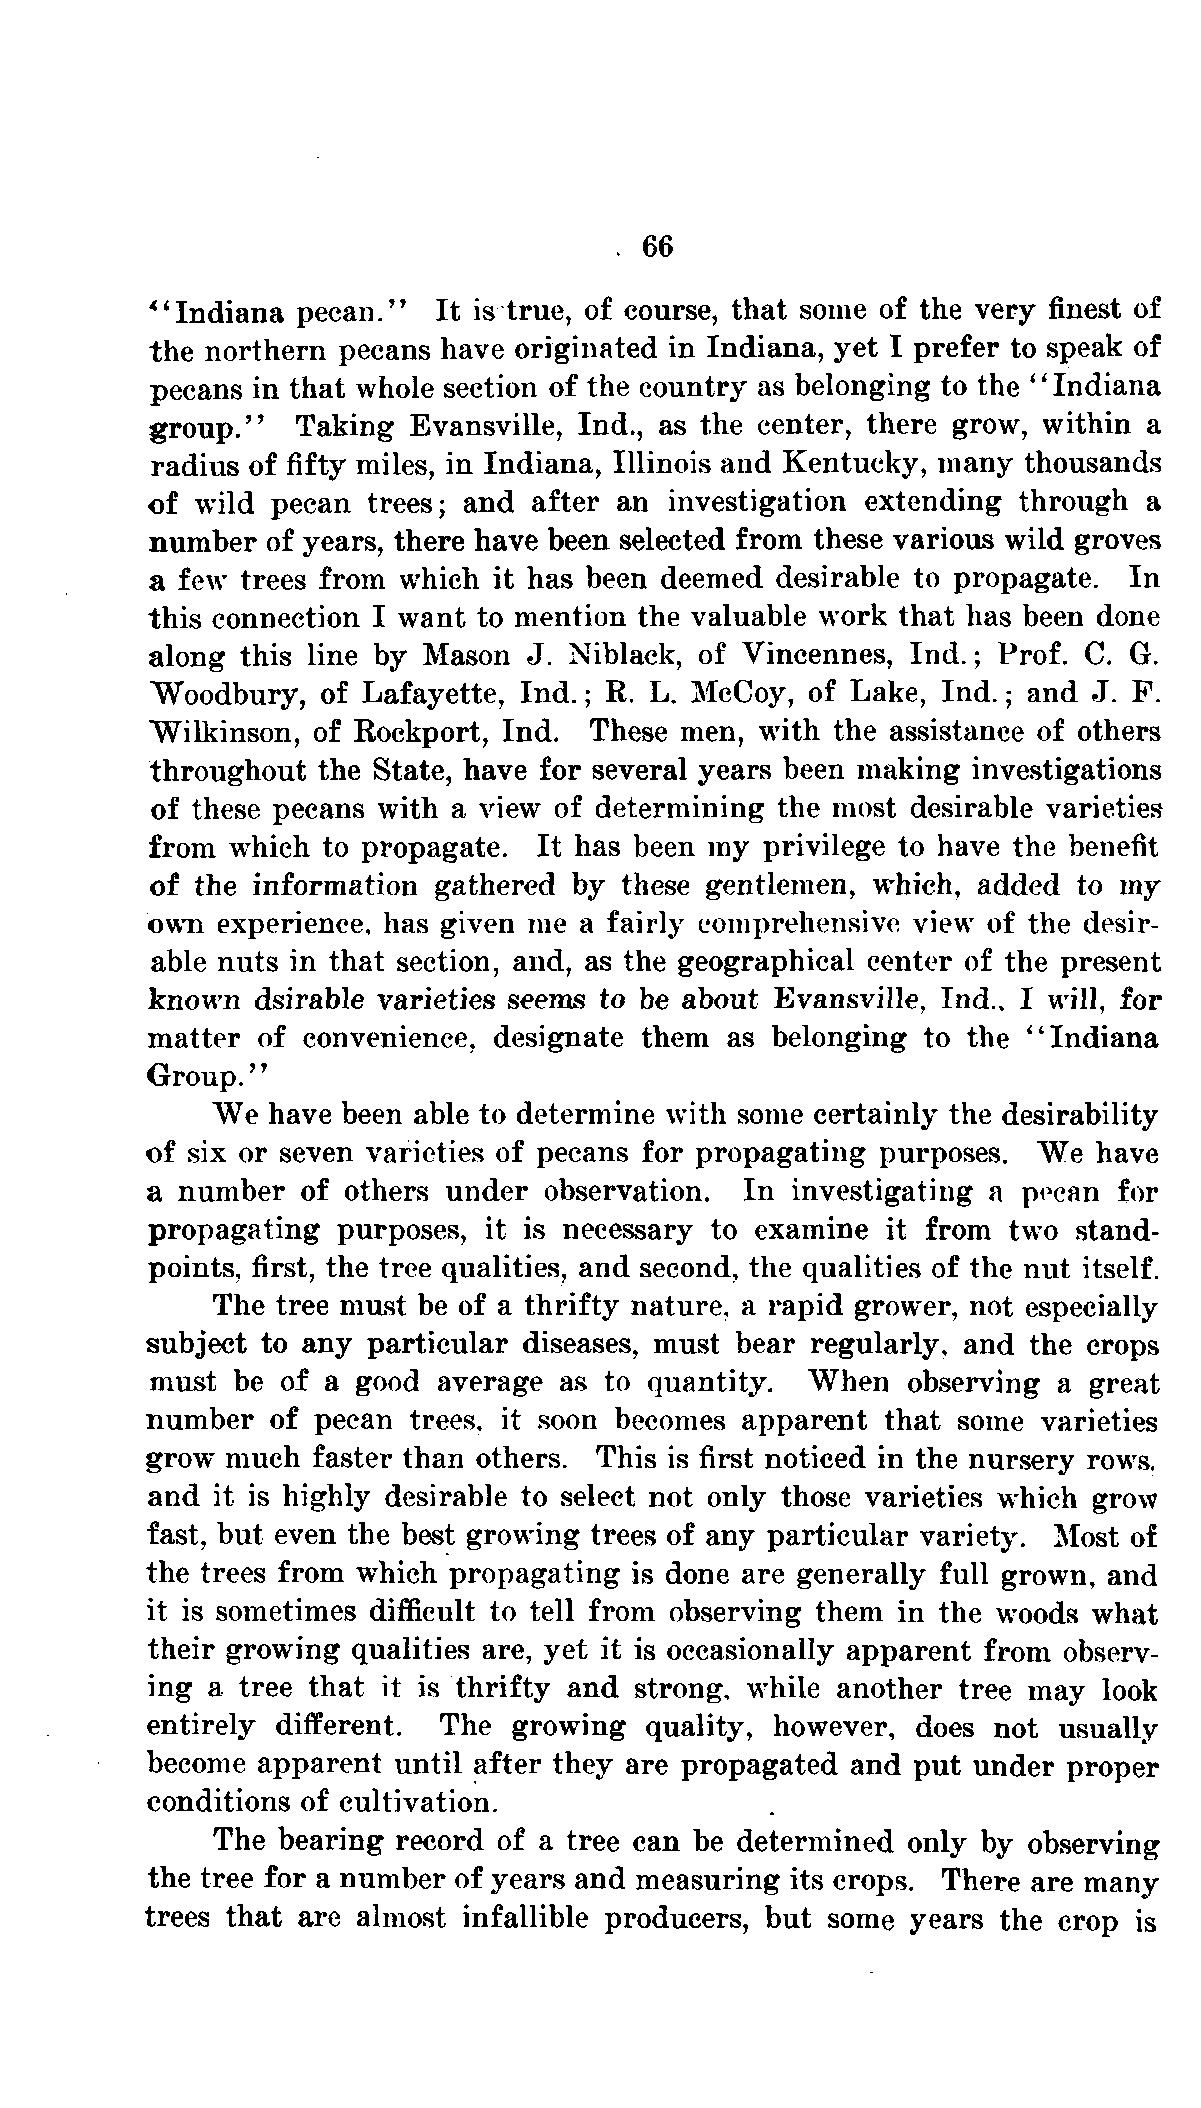 66
"Indiana pecan." It is true, of course, that some of the very finest of
the northern pecans have originated in Indiana, yet I prefer to speak of
pecans in that whole section of the country as belonging to the "Indiana
group." Taking Evansville, Ind., as the center, there grow, within a
radius of fifty miles, in Indiana, Illinois and Kentucky, many thousands
of wild pecan trees; and after an investigation extending through a
number of years, there have been selected from these various wild groves
a few trees from which it has been deemed desirable to propagate. In
this connection I want to mention the valuable work that has been done
along this line by Mason J. Niblack, of Vincennes, Ind.; Prof. C. G.
Woodbury, of Lafayette, Ind.; R. L. McCoy, of Lake, Ind.; and J. F.
Wilkinson, of Rockport, Ind. These men, with the assistance of others
throughout the State, have for several years been making investigations
of these pecans with a view of determining the most desirable varieties
from which to propagate. It has been my privilege to have the benefit
of the information gathered by these gentlemen, which, added to my
own experience, has given me a fairly comprehensive view of the desir-
able nuts in that section, and, as the geographical center of the present
known dsirable varieties seems to be about Evansville, Ind., I will, for
matter of convenience, designate them as belonging to the "Indiana
Group."
We have been able to determine with some certainly the desirability
of six or seven varieties of pecans for propagating purposes. We have
a number of others under observation. In investigating a pecan for
propagating purposes, it is necessary to examine it from two stand-
points, first, the tree qualities, and second, the qualities of the nut itself.
The tree must be of a thrifty nature, a rapid grower, not especially
subject to any particular diseases, must bear regularly, and the crops
must be of a good average as to quantity. When observing a great
number of pecan trees, it soon becomes apparent that some varieties
grow much faster than others. This is first noticed in the nursery rows,
and it is highly desirable to select not only those varieties which grow
fast, but even the best growing trees of any particular variety. Most of
the trees from which propagating is done are generally full grown, and
it is sometimes difficult to tell from observing them in the woods what
their growing qualities are, yet it is occasionally apparent from observ-
ing a tree that it is thrifty and strong, while another tree may look
entirely different. The growing quality, however, does not usually
become apparent until after they are propagated and put under proper
conditions of cultivation.
The bearing record of a tree can be determined only by observing
the tree for a number of years and measuring its crops. There are many
trees that are almost infallible producers, but some years the crop is